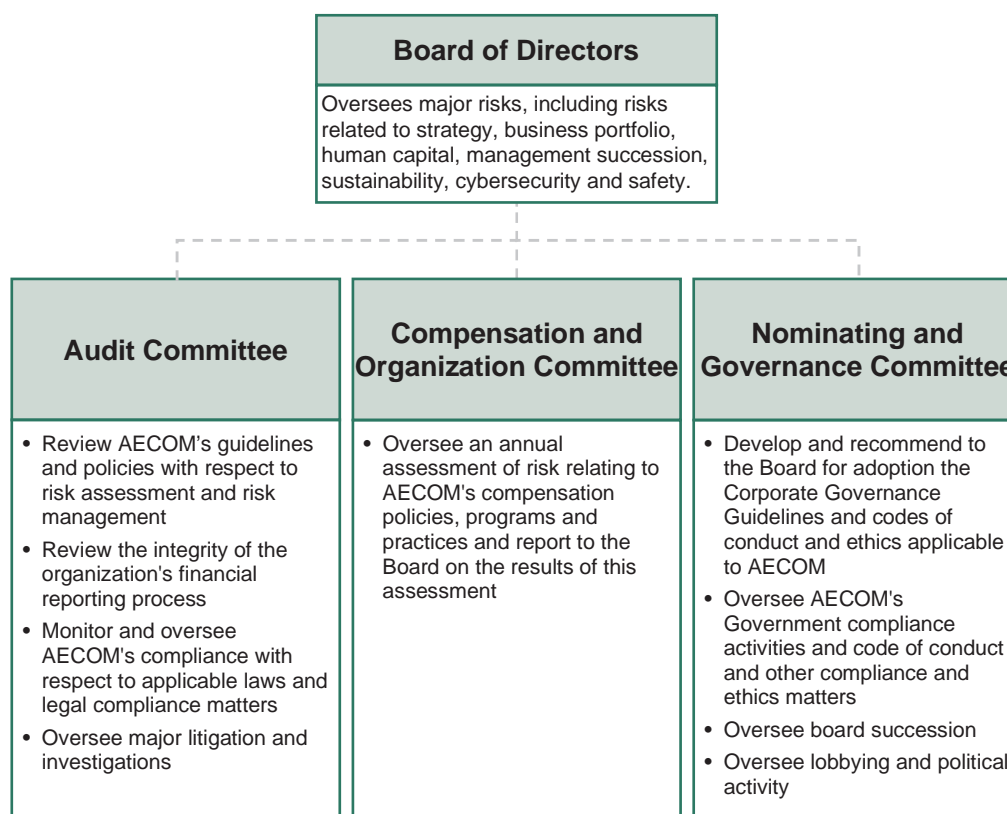 Board of Directors
Oversees major risks, including risks
related to strategy, business portfolio,
human capital, management succession,
sustainability, cybersecurity and safety.
Audit Committee
• Review AECOM’s guidelines
and policies with respect to
risk assessment and risk
management
• Review the integrity of the
organization's financial
reporting process
• Monitor and oversee
AECOM's compliance with
respect to applicable laws and
legal compliance matters
• Oversee major litigation and
investigations
Compensation and
Organization Committee
• Oversee an annual
assessment of risk relating to
AECOM's compensation
policies, programs and
practices and report to the
Board on the results of this
assessment
Nominating and
Governance Committee
• Develop and recommend to
the Board for adoption the
Corporate Governance
Guidelines and codes of
conduct and ethics applicable
to AECOM
• Oversee AECOM's
Government compliance
activities and code of conduct
and other compliance and
ethics matters
• Oversee board succession
• Oversee lobbying and political
activity